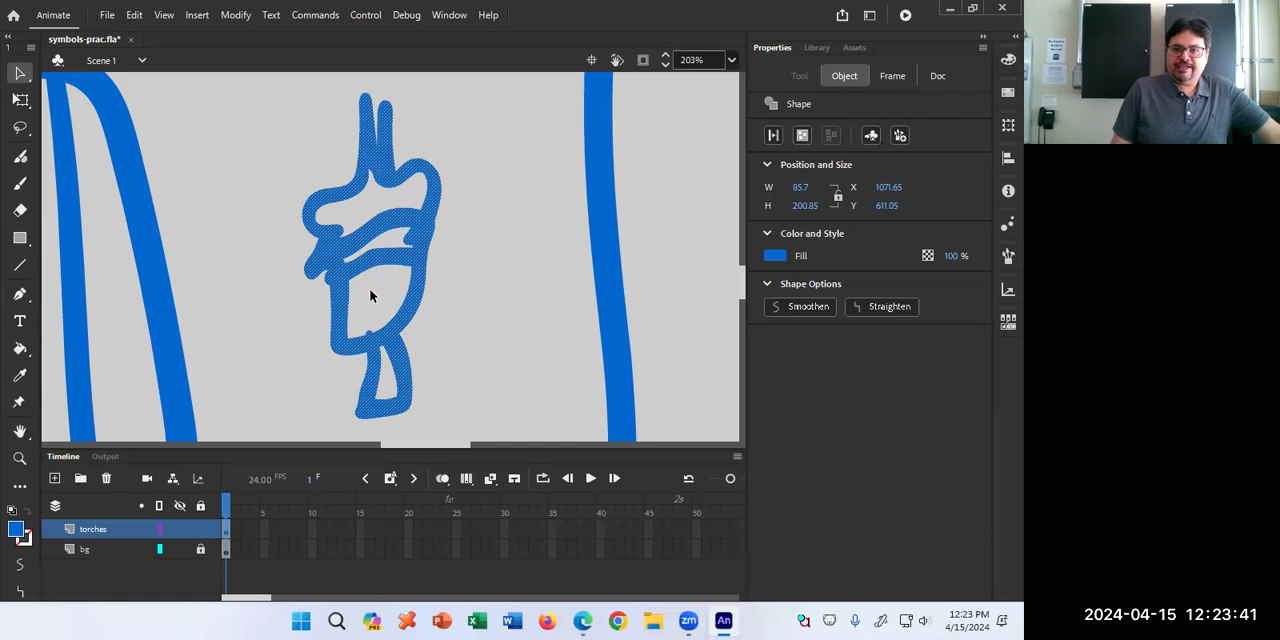 Animate File Edit View Insert Modify Text Commands Control Debug Window Help
symbols-prac.fla* ×
Scene 1 203%
Properties Library Assets
Tool Object Frame Doc
Shape
Position and Size
W 85.7 X 1071.65
H 200.85 Y 611.05
Color and Style
Fill 100 %
Shape Options
Smoothen Straighten
Timeline Output
24.00 FPS 1 F
1s 2s
5 10 15 20 25 30 35 40 45 50
torches
bg
12:23 PM
4/15/2024
2024-04-15 12:23:41